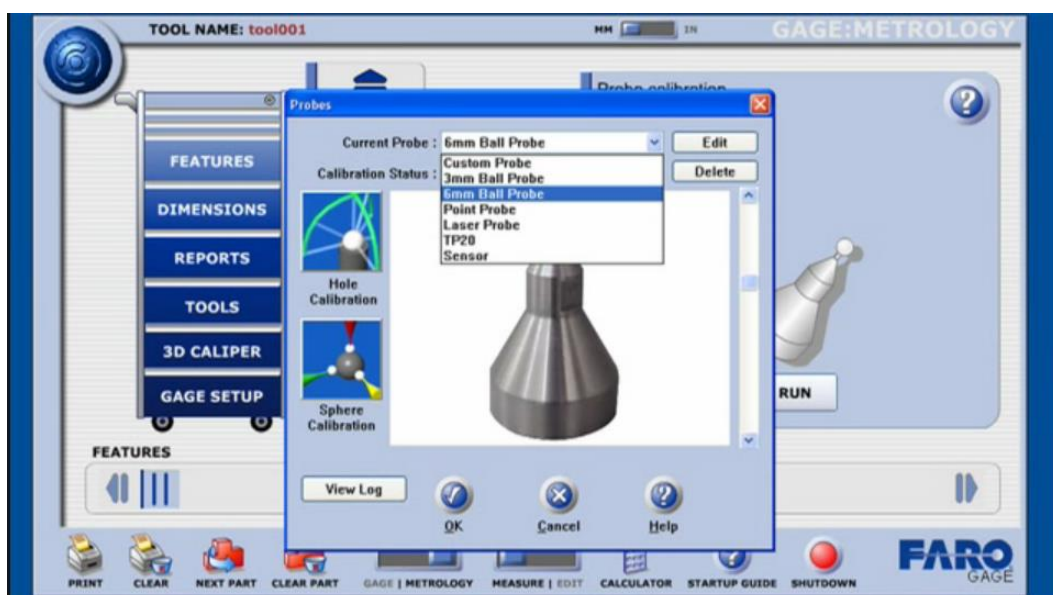 TOOL NAME: tool001
MM
IN
GAGE:METROLOGY
Probe calibration
Probes
Current Probe :
6mm Ball Probe
Edit
Calibration Status :
Delete
Custom Probe
3mm Ball Probe
6mm Ball Probe
Point Probe
Laser Probe
TP20
Sensor
FEATURES
DIMENSIONS
REPORTS
TOOLS
3D CALIPER
GAGE SETUP
Hole
Calibration
Sphere
Calibration
RUN
FEATURES
View Log
OK
Cancel
Help
PRINT
CLEAR
NEXT PART
CLEAR PART
GAGE | METROLOGY
MEASURE | EDIT
CALCULATOR
STARTUP GUIDE
SHUTDOWN
FARO
GAGE